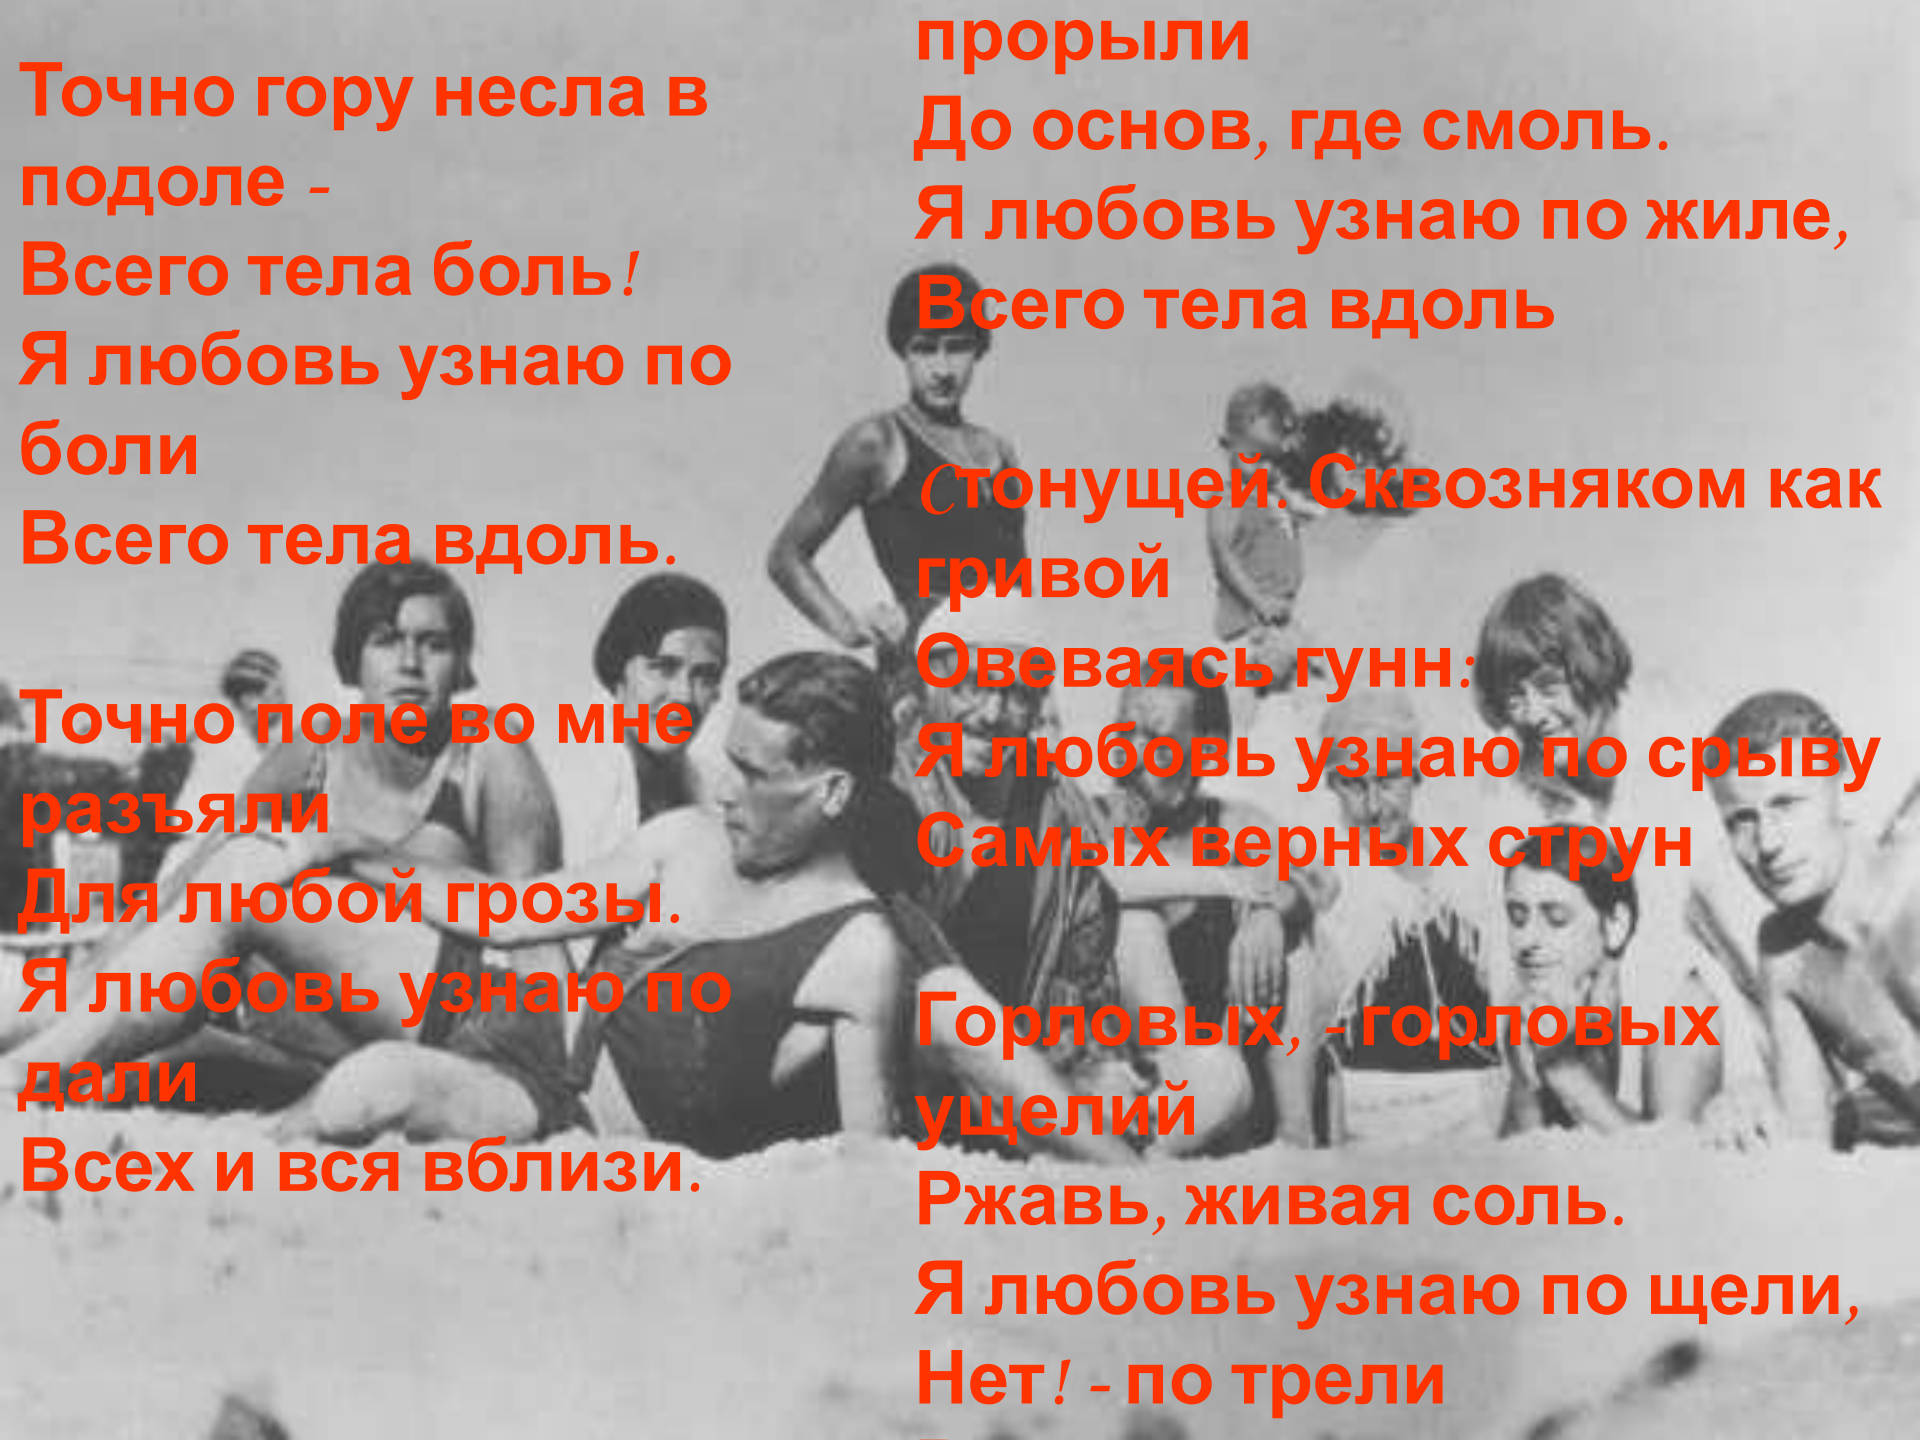 Точно гору несла в
подоле -
Всего тела боль!
Я любовь узнаю по
боли
Всего тела вдоль.
Точно поле во мне
разъяли
Для любой грозы.
Я любовь узнаю по
дали
Всех и вся вблизи.
прорыли
До основ, где смоль.
Я любовь узнаю по жиле,
Всего тела вдоль
Cтонущей. Сквозняком как
гривой
Овеваясь гунн:
Я любовь узнаю по срыву
Самых верных струн
Горловых, - горловых
ущелий
Ржавь, живая соль.
Я любовь узнаю по щели,
Нет! - по трели